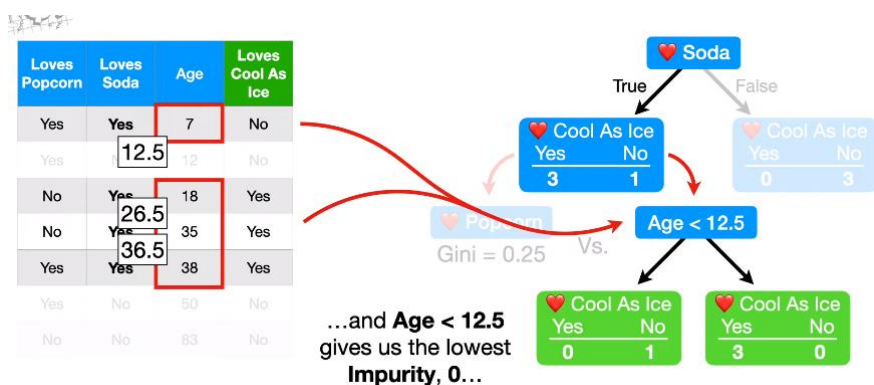 Loves Popcorn Loves Soda Age Loves Cool As Ice
Yes Yes 7 No
12.5
Yes 12 No
No Yes 18 Yes
26.5
No Yes 35 Yes
36.5
Yes Yes 38 Yes
Yes No 50 No
No No 83 No
❤️ Soda
True False
❤️ Cool As Ice
Yes No
3 1
❤️ Cool As Ice
Yes No
0 3
❤️ Popcorn
Gini = 0.25
Vs.
Age < 12.5
❤️ Cool As Ice
Yes No
0 1
❤️ Cool As Ice
Yes No
3 0
...and Age < 12.5
gives us the lowest
Impurity, 0...